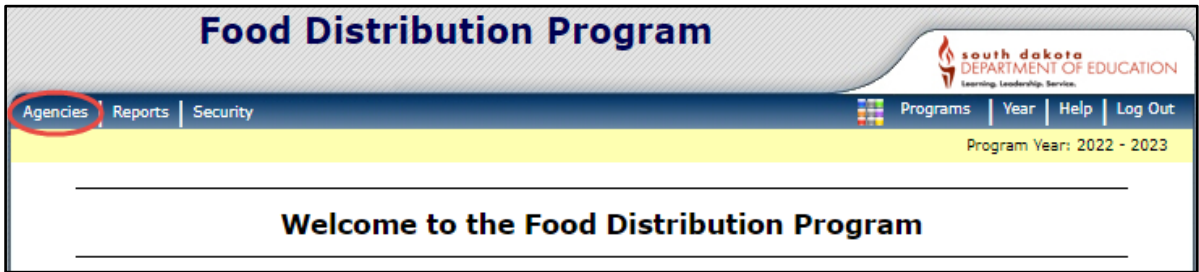 Food Distribution Program
south dakota
DEPARTMENT OF EDUCATION
Learning. Leadership. Service.
Agencies | Reports | Security Programs | Year | Help | Log Out
Program Year: 2022 - 2023
Welcome to the Food Distribution Program